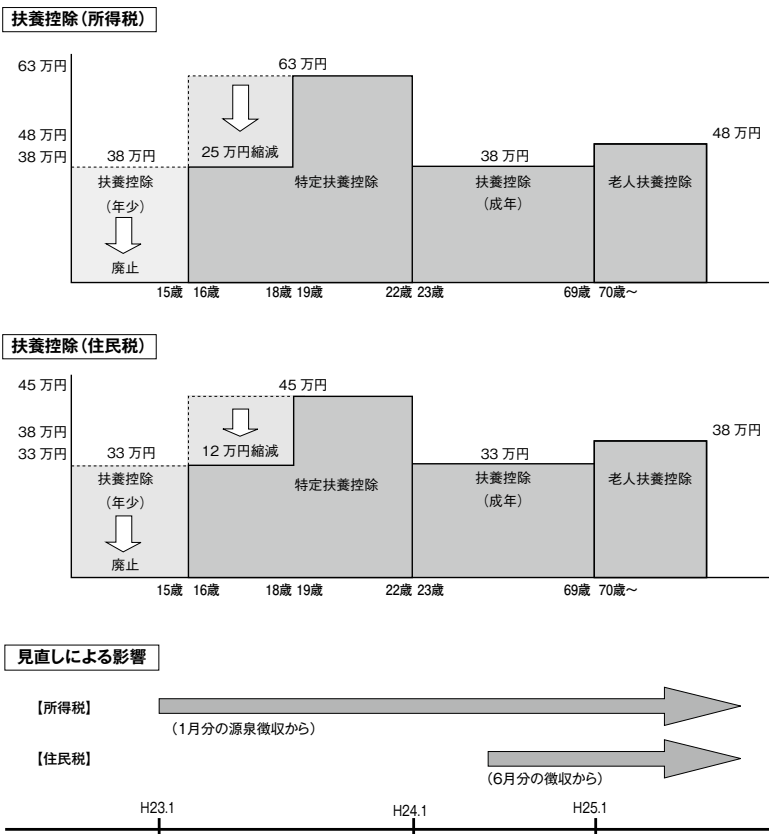 扶養控除（所得税）
63 万円
63 万円
48 万円
48 万円
38 万円
38 万円
25 万円縮減
38 万円
扶養控除
（年少）
廃止
特定扶養控除
扶養控除
（成年）
老人扶養控除
15歳 16歳 18歳 19歳 22歳 23歳 69歳 70歳～
扶養控除（住民税）
45 万円
45 万円
38 万円
38 万円
33 万円
33 万円
12 万円縮減
33 万円
扶養控除
（年少）
廃止
特定扶養控除
扶養控除
（成年）
老人扶養控除
15歳 16歳 18歳 19歳 22歳 23歳 69歳 70歳～
見直しによる影響
【所得税】
（1月分の源泉徴収から）
【住民税】
（6月分の徴収から）
H23.1 H24.1 H25.1